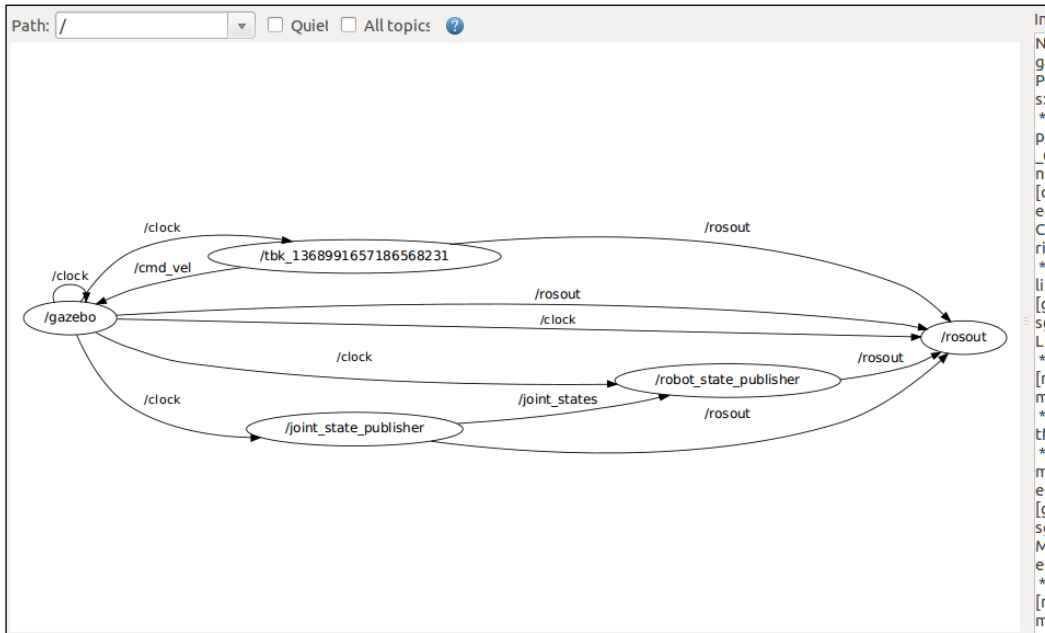 Path: / Quiet All topics ?
/clock
/rosout
/tbk_1368991657186568231
/cmd_vel
/clock
/rosout
/gazebo
/clock
/rosout
/clock
/rosout
/robot_state_publisher
/clock
/joint_states
/rosout
/joint_state_publisher